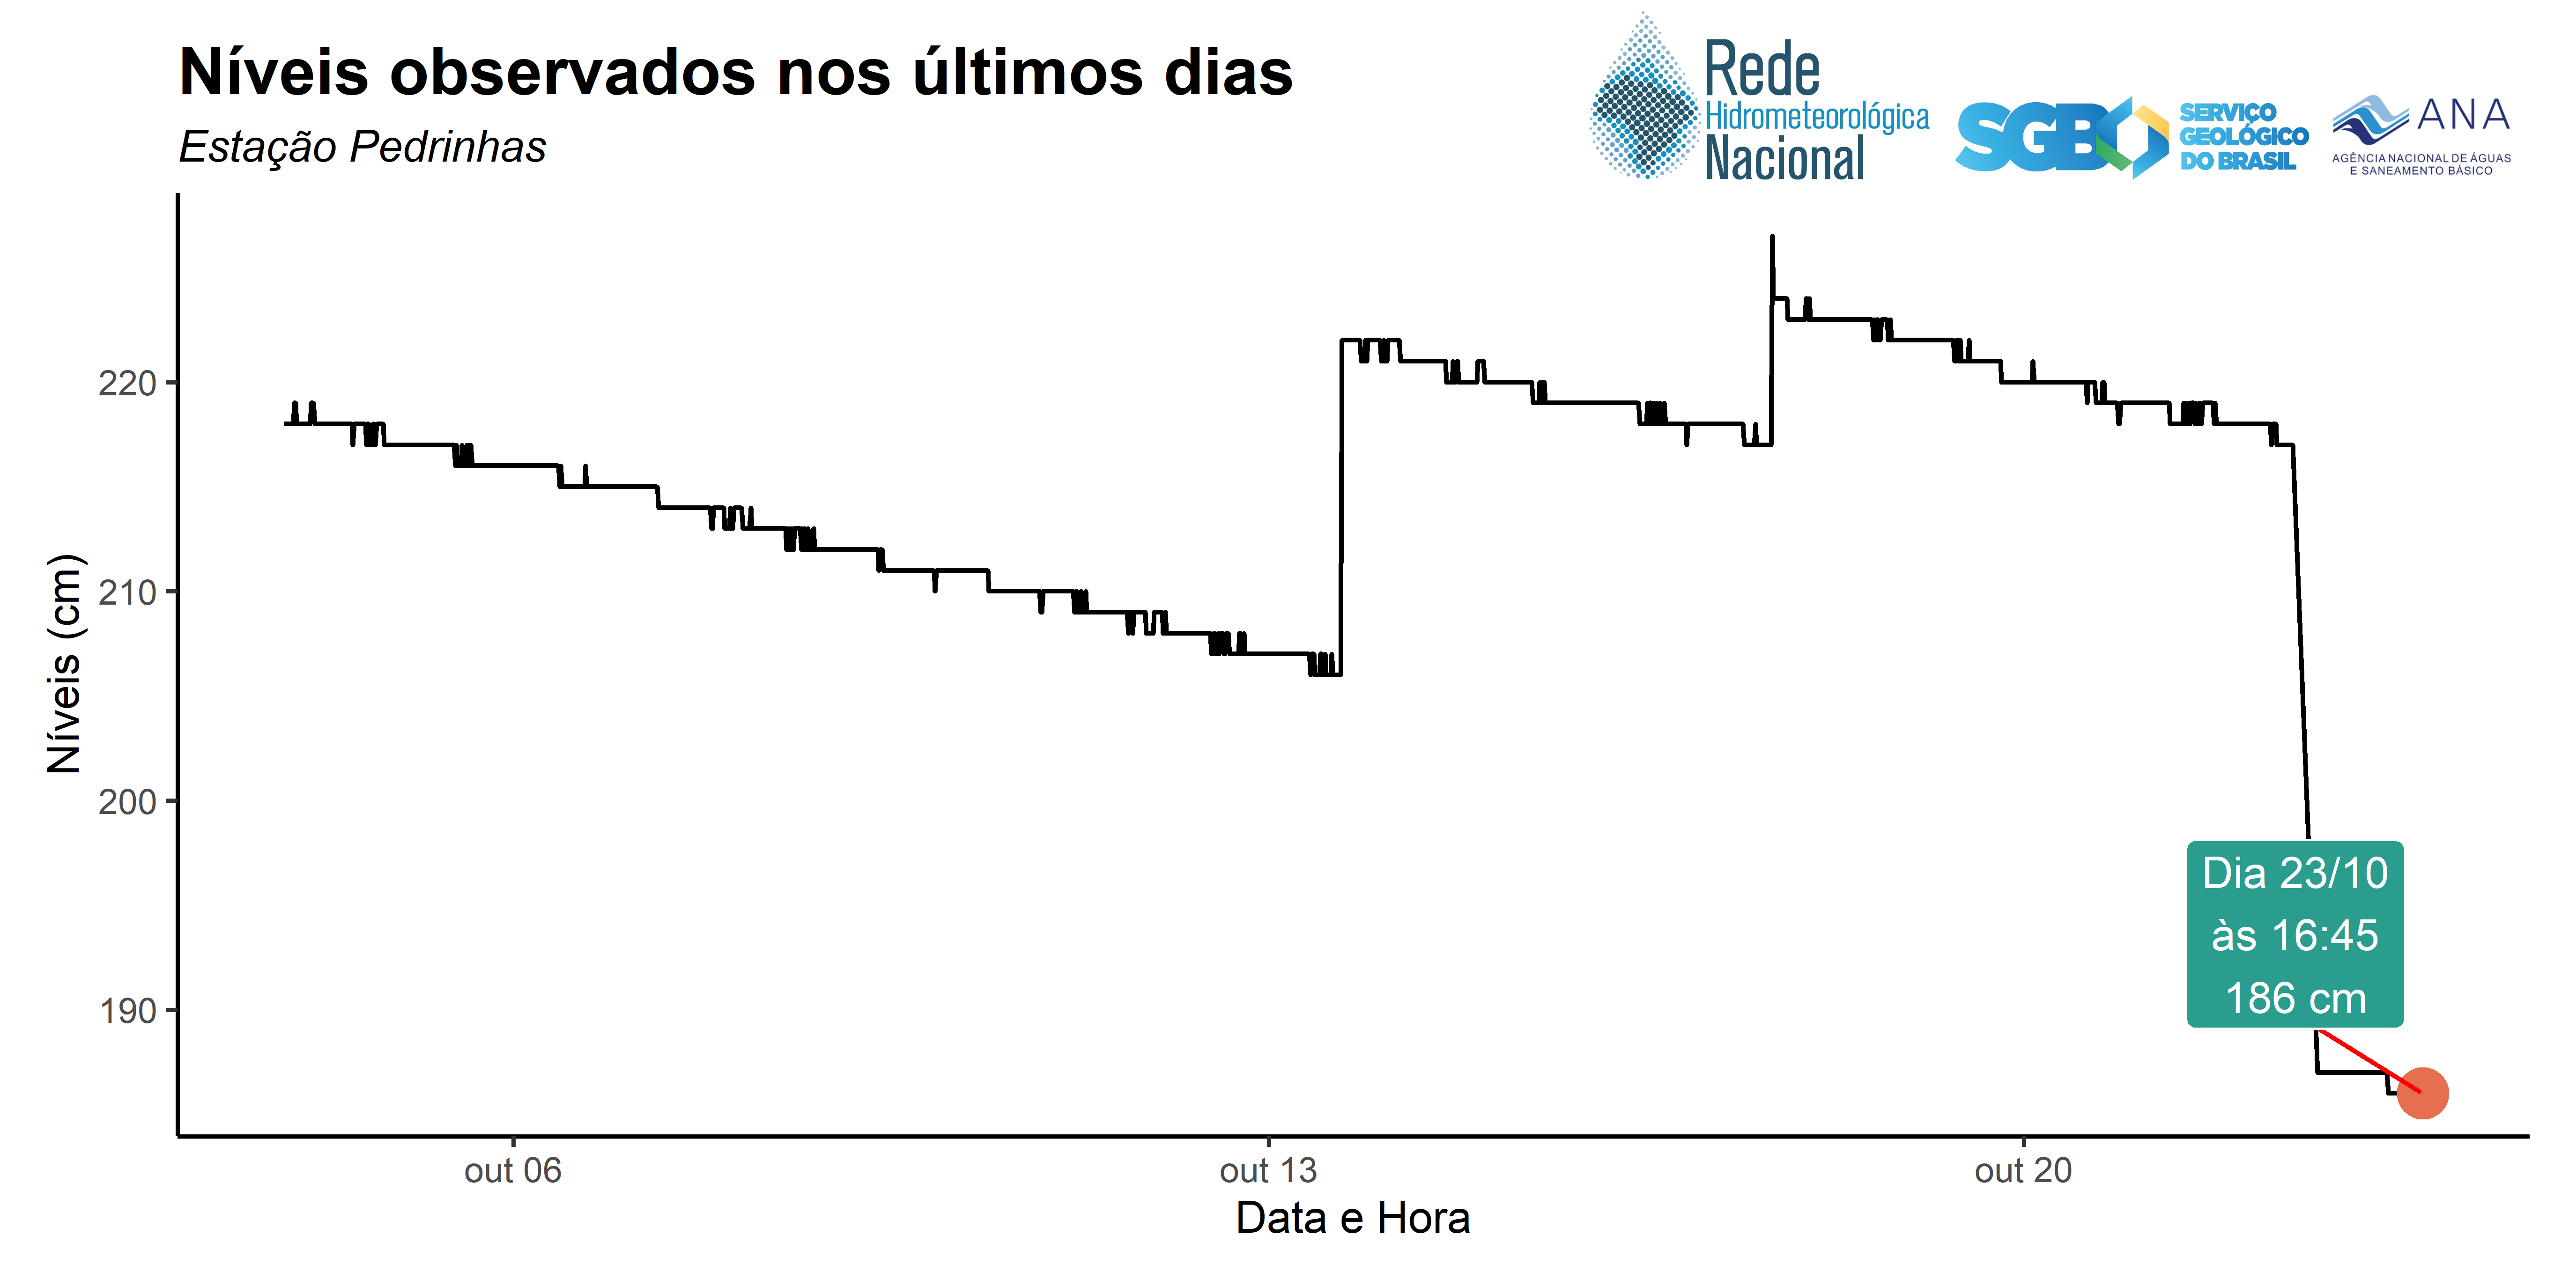 Níveis observados nos últimos dias
Estação Pedrinhas
Rede
Hidrometeorológica
Nacional
SGB
SERVIÇO
GEOLÓGICO
DO BRASIL
ANA
AGÊNCIA NACIONAL DE ÁGUAS
E SANEAMENTO BÁSICO
Níveis (cm)
220
210
200
190
Dia 23/10
às 16:45
186 cm
out 06
out 13
out 20
Data e Hora